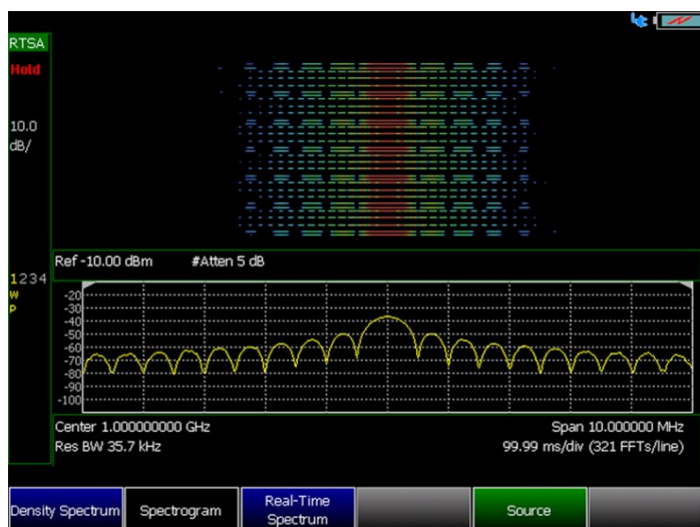 RTSA
Hold
10.0
dB/
Ref -10.00 dBm #Atten 5 dB
1234
W
P
-20
-30
-40
-50
-60
-70
-80
-90
-100
Center 1.000000000 GHz Span 10.000000 MHz
Res BW 35.7 kHz 99.99 ms/div (321 FFTs/line)
Density Spectrum Spectrogram Real-Time Spectrum Source